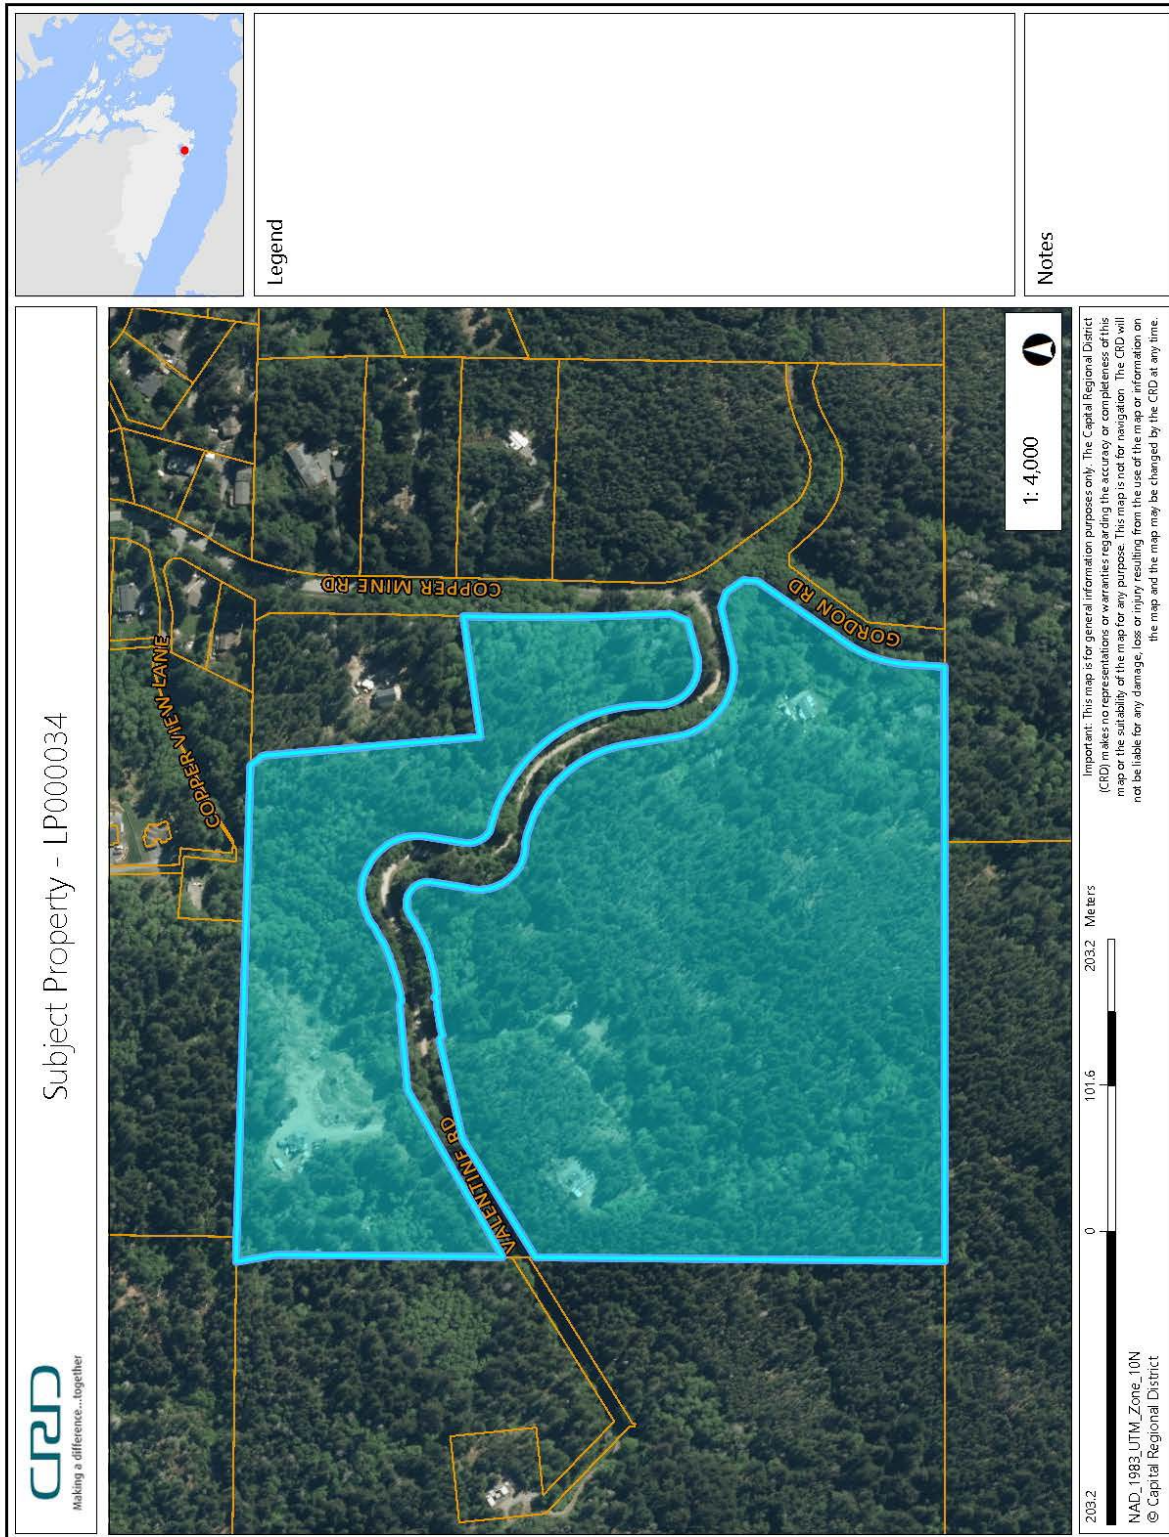 CRD
Making a difference...together
Subject Property - LP000034
Legend
Notes
COPPER VIEW LANE
COPPER MINE RD
VALENTINE RD
GORDON RD
1: 4,000
203.2 0 101.6 203.2 Meters
NAD_1983_UTM_Zone_10N
© Capital Regional District
Important: This map is for general information purposes only. The Capital Regional District
(CRD) makes no representations or warranties regarding the accuracy or completeness of this
map or the suitability of the map for any purpose. This map is not for navigation. The CRD will
not be liable for any damage, loss or injury resulting from the use of the map or information on
the map and the map may be changed by the CRD at any time.